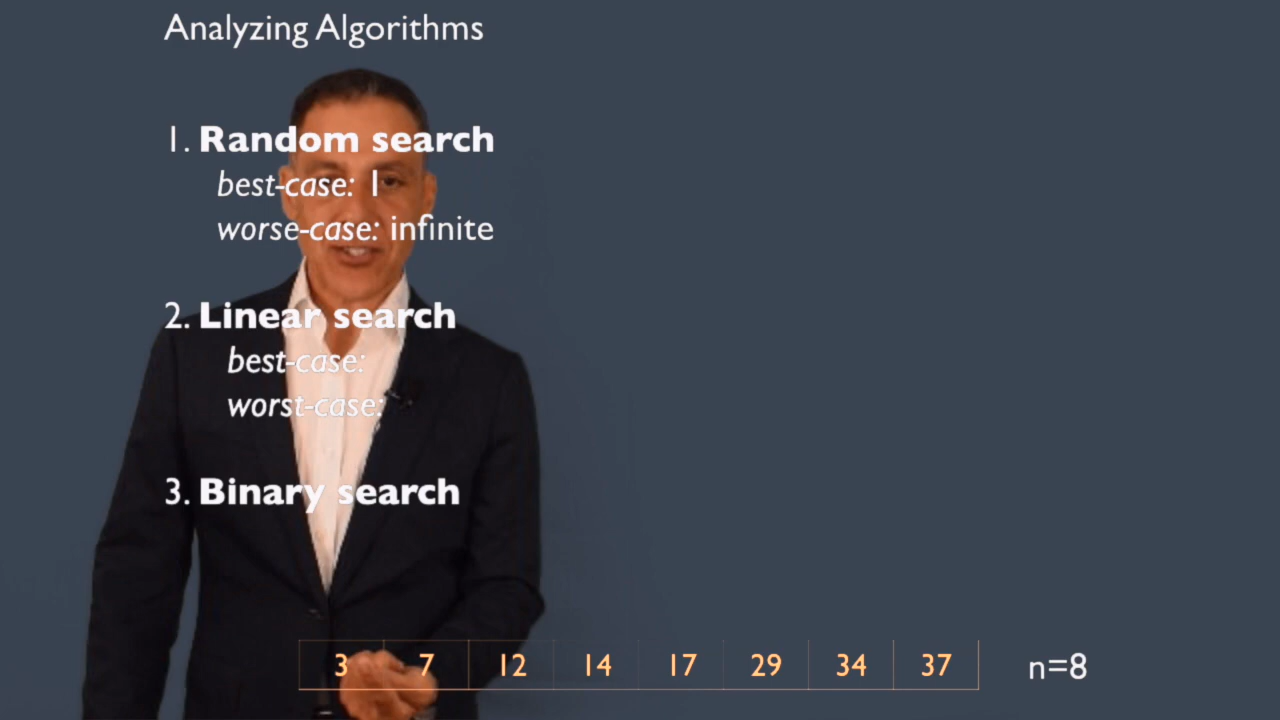 Analyzing Algorithms
1. Random search
best-case: 1
worse-case: infinite
2. Linear search
best-case:
worst-case:
3. Binary search
3 7 12 14 17 29 34 37 n=8